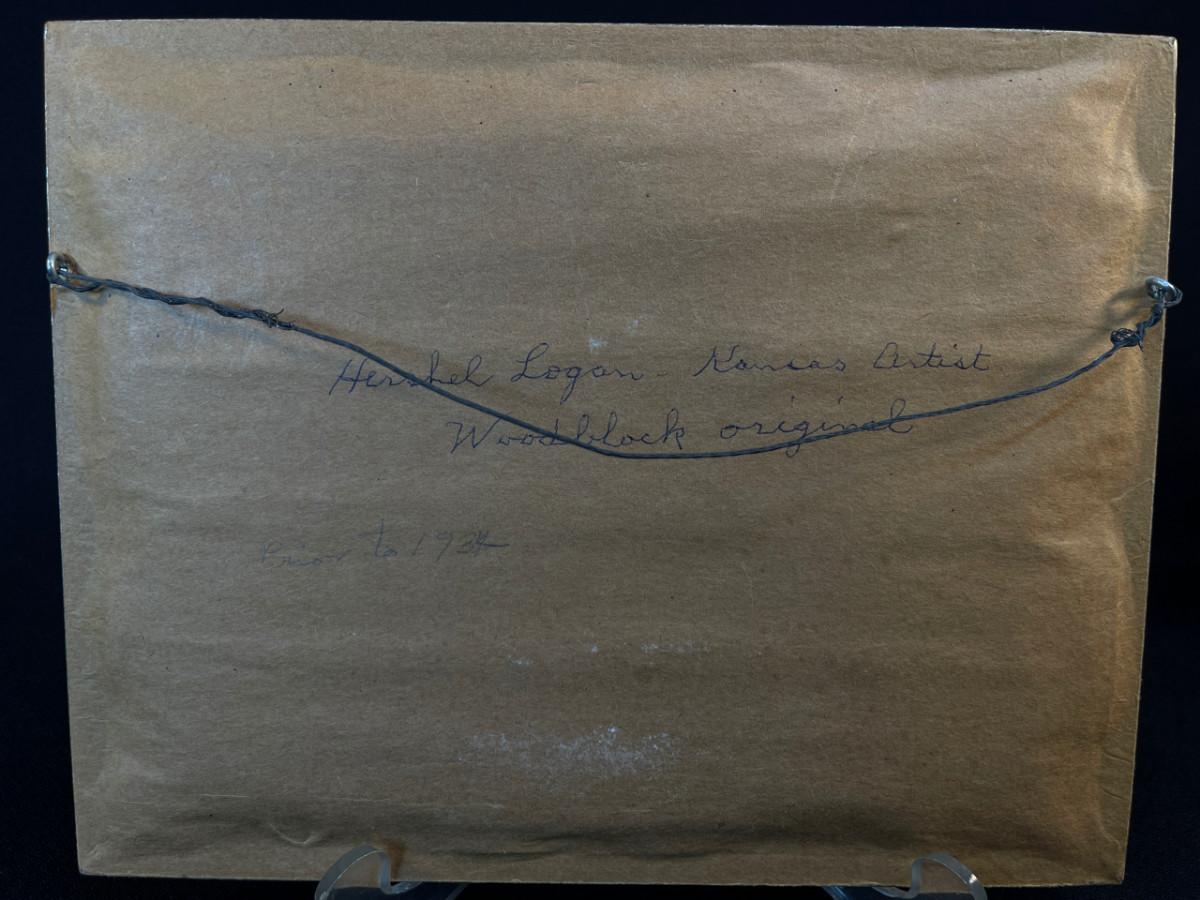 Hershel Logan - Kansas Artist
Woodblock original
Prior to 1934